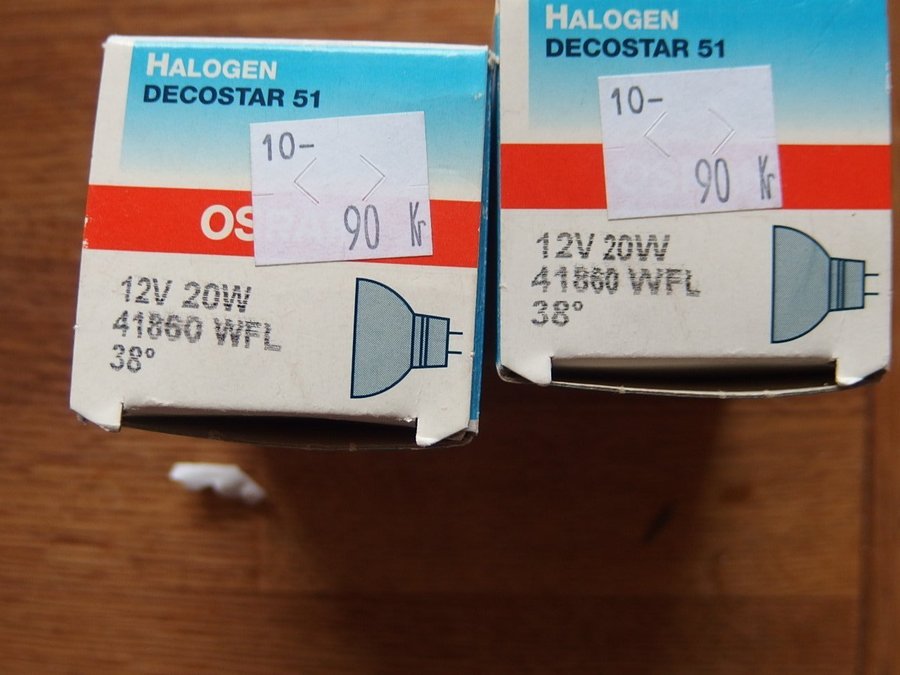 HALOGEN
DECOSTAR 51
10-
90 Kr
12V 20W
41860 WFL
38°
HALOGEN
DECOSTAR 51
10-
90 Kr
12V 20W
41860 WFL
38°